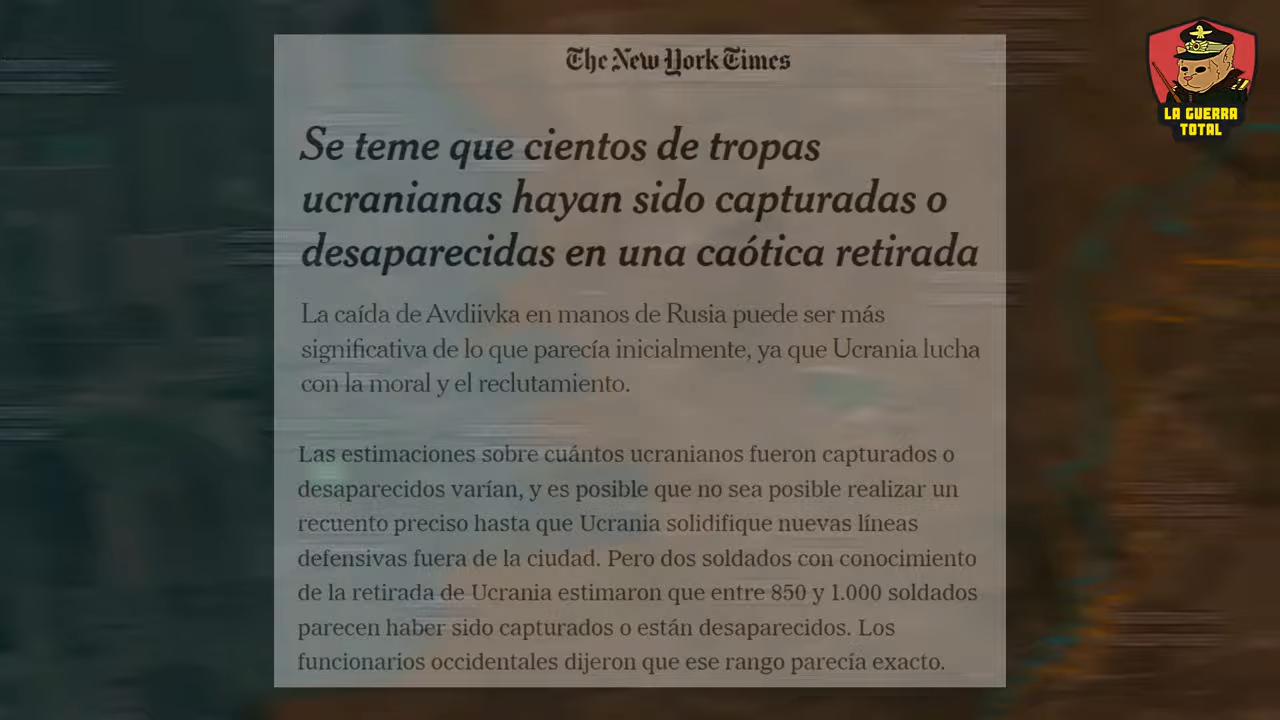 The New York Times
LA GUERRA
TOTAL
Se teme que cientos de tropas
ucranianas hayan sido capturadas o
desaparecidas en una caótica retirada
La caída de Avdiivka en manos de Rusia puede ser más
significativa de lo que parecía inicialmente, ya que Ucrania lucha
con la moral y el reclutamiento.
Las estimaciones sobre cuántos ucranianos fueron capturados o
desaparecidos varían, y es posible que no sea posible realizar un
recuento preciso hasta que Ucrania solidifique nuevas líneas
defensivas fuera de la ciudad. Pero dos soldados con conocimiento
de la retirada de Ucrania estimaron que entre 850 y 1.000 soldados
parecen haber sido capturados o están desaparecidos. Los
funcionarios occidentales dijeron que ese rango parecía exacto.